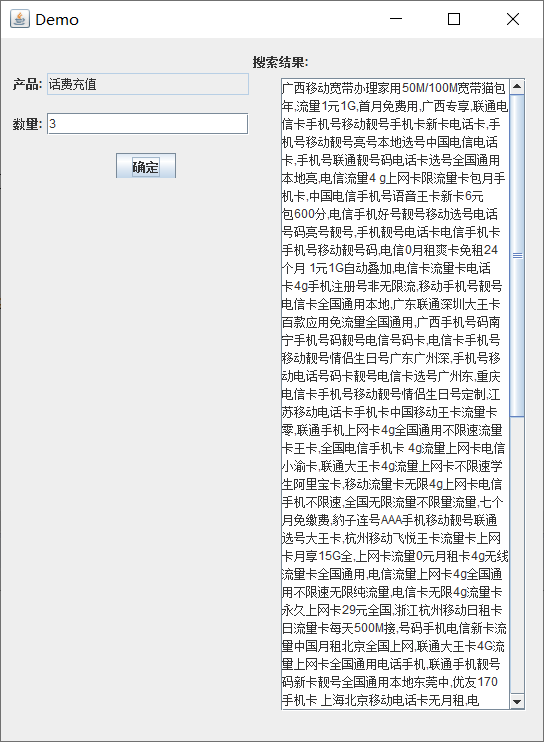 Demo
搜索结果:
产品: 话费充值
数量: 3
确定
广西移动宽带办理家用50M/100M宽带猫包
年,流量1元1G,首月免费用,广西专享,联通电
信卡手机号移动靓号手机卡新卡电话卡,手
机号移动靓号亮号本地选号中国电信电话
卡,手机号联通靓号码电话卡选号全国通用
本地亮,电信流量4 g上网卡限流量卡包月手
机卡,中国电信手机号语音王卡新卡6元
包600分,电信手机好号靓号移动选号电话
号码亮号靓号,手机靓号电话卡电信手机卡
手机号移动靓号码,电信0月租爽卡免租24
个月 1元1G自动叠加,电信卡流量卡电话
卡4g手机注册号非无限流,移动手机号靓号
电信卡全国通用本地,广东联通深圳大王卡
百款应用免流量全国通用,广西手机号码南
宁手机号码靓号电信号码卡,电信卡手机号
移动靓号情侣生日号广东广州深,手机号移
动电话号码卡靓号电信卡选号广州东,重庆
电信卡手机号移动靓号情侣生日号定制,江
苏移动电话卡手机卡中国移动王卡流量卡
零,联通手机上网卡4g全国通用不限速流量
卡王卡,全国电信手机卡 4g流量上网卡电信
小渝卡,联通大王卡4g流量上网卡不限速学
生阿里宝卡,移动流量卡无限4g上网卡电信
手机不限速,全国无限流量不限量流量,七个
月免缴费,豹子连号AAA手机移动靓号联通
选号大王卡,杭州移动飞悦王卡流量卡上网
卡月享15G全,上网卡流量0元月租卡4g无线
流量卡全国通用,电信流量上网卡4g全国通
用不限速无限纯流量,电信卡无限4g流量卡
永久上网卡29元全国,浙江杭州移动日租卡
日流量卡每天500M接,号码手机电信新卡流
量中国月租北京全国上网,联通大王卡4G流
量上网卡全国通用电话手机,联通手机靓号
码新卡靓号全国通用本地东莞中,优友170
手机卡 上海北京移动电话卡无月租,电